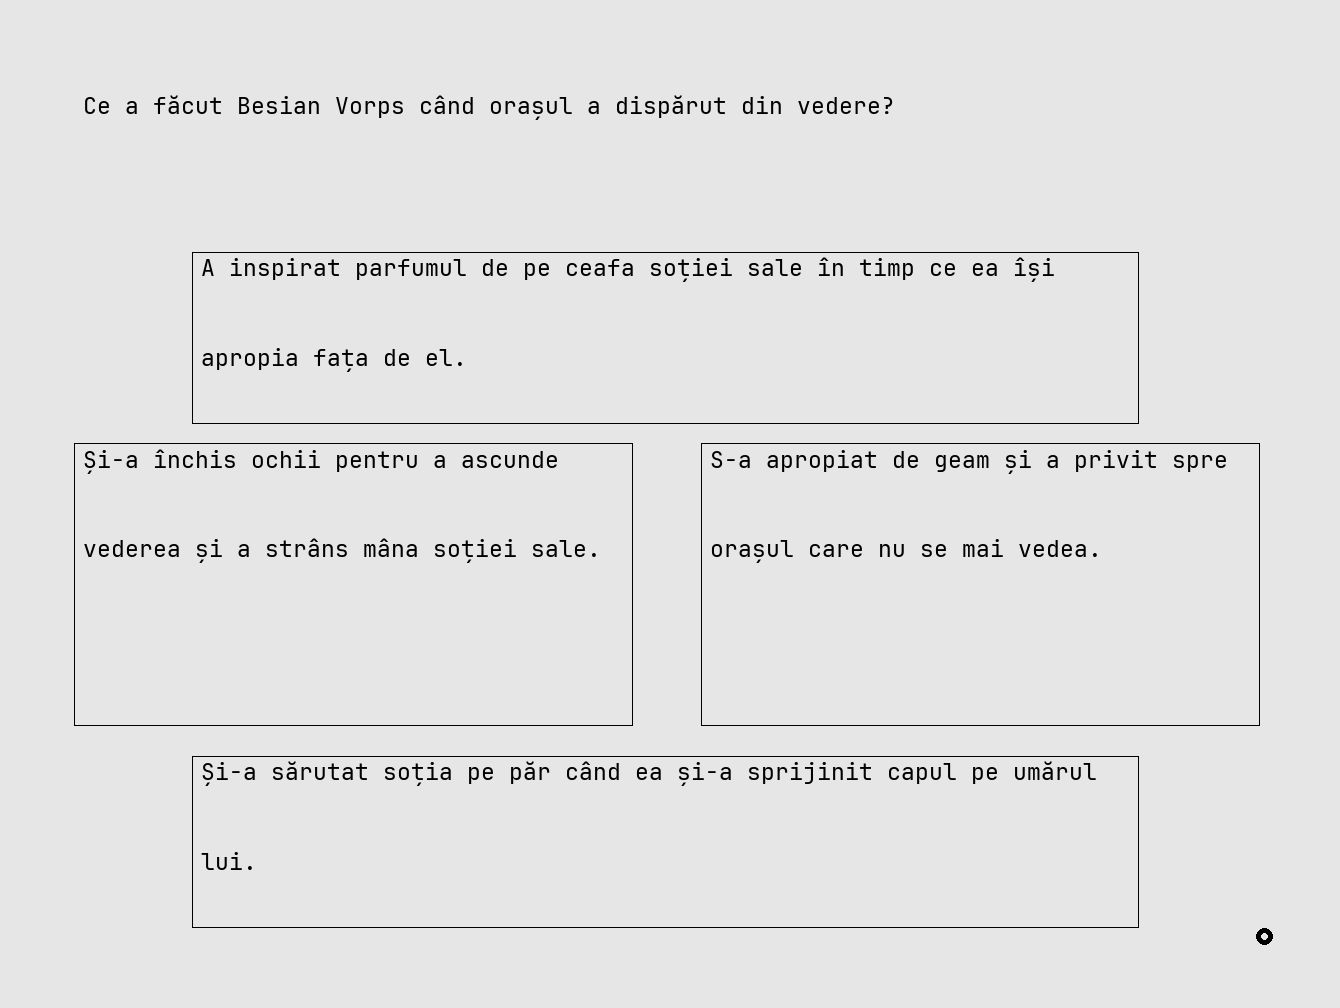 Ce a făcut Besian Vorps când orașul a dispărut din vedere?
A inspirat parfumul de pe ceafa soției sale în timp ce ea își
apropia fața de el.
Și-a închis ochii pentru a ascunde
vederea și a strâns mâna soției sale.
S-a apropiat de geam și a privit spre
orașul care nu se mai vedea.
Și-a sărutat soția pe păr când ea și-a sprijinit capul pe umărul
lui.